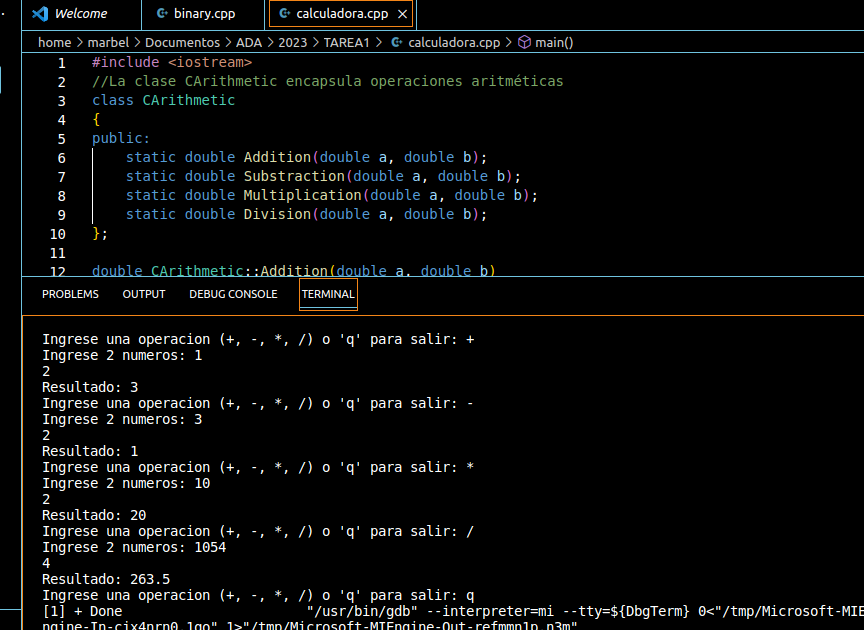 Welcome binary.cpp calculadora.cpp
home > marbel > Documentos > ADA > 2023 > TAREA1 > calculadora.cpp > main()
1 #include <iostream>
2 //La clase CArithmetic encapsula operaciones aritméticas
3 class CArithmetic
4 {
5 public:
6 static double Addition(double a, double b);
7 static double Substraction(double a, double b);
8 static double Multiplication(double a, double b);
9 static double Division(double a, double b);
10 };
11
12 double CArithmetic::Addition(double a, double b)
PROBLEMS OUTPUT DEBUG CONSOLE TERMINAL
Ingrese una operacion (+, -, *, /) o 'q' para salir: +
Ingrese 2 numeros: 1
2
Resultado: 3
Ingrese una operacion (+, -, *, /) o 'q' para salir: -
Ingrese 2 numeros: 3
2
Resultado: 1
Ingrese una operacion (+, -, *, /) o 'q' para salir: *
Ingrese 2 numeros: 10
2
Resultado: 20
Ingrese una operacion (+, -, *, /) o 'q' para salir: /
Ingrese 2 numeros: 1054
4
Resultado: 263.5
Ingrese una operacion (+, -, *, /) o 'q' para salir: q
[1] + Done "/usr/bin/gdb" --interpreter=mi --tty=${DbgTerm} 0<"/tmp/Microsoft-MIE
ngine-In-cix4nrn0.1go" 1>"/tmp/Microsoft-MIEngine-Out-refmmn1p.n3m"